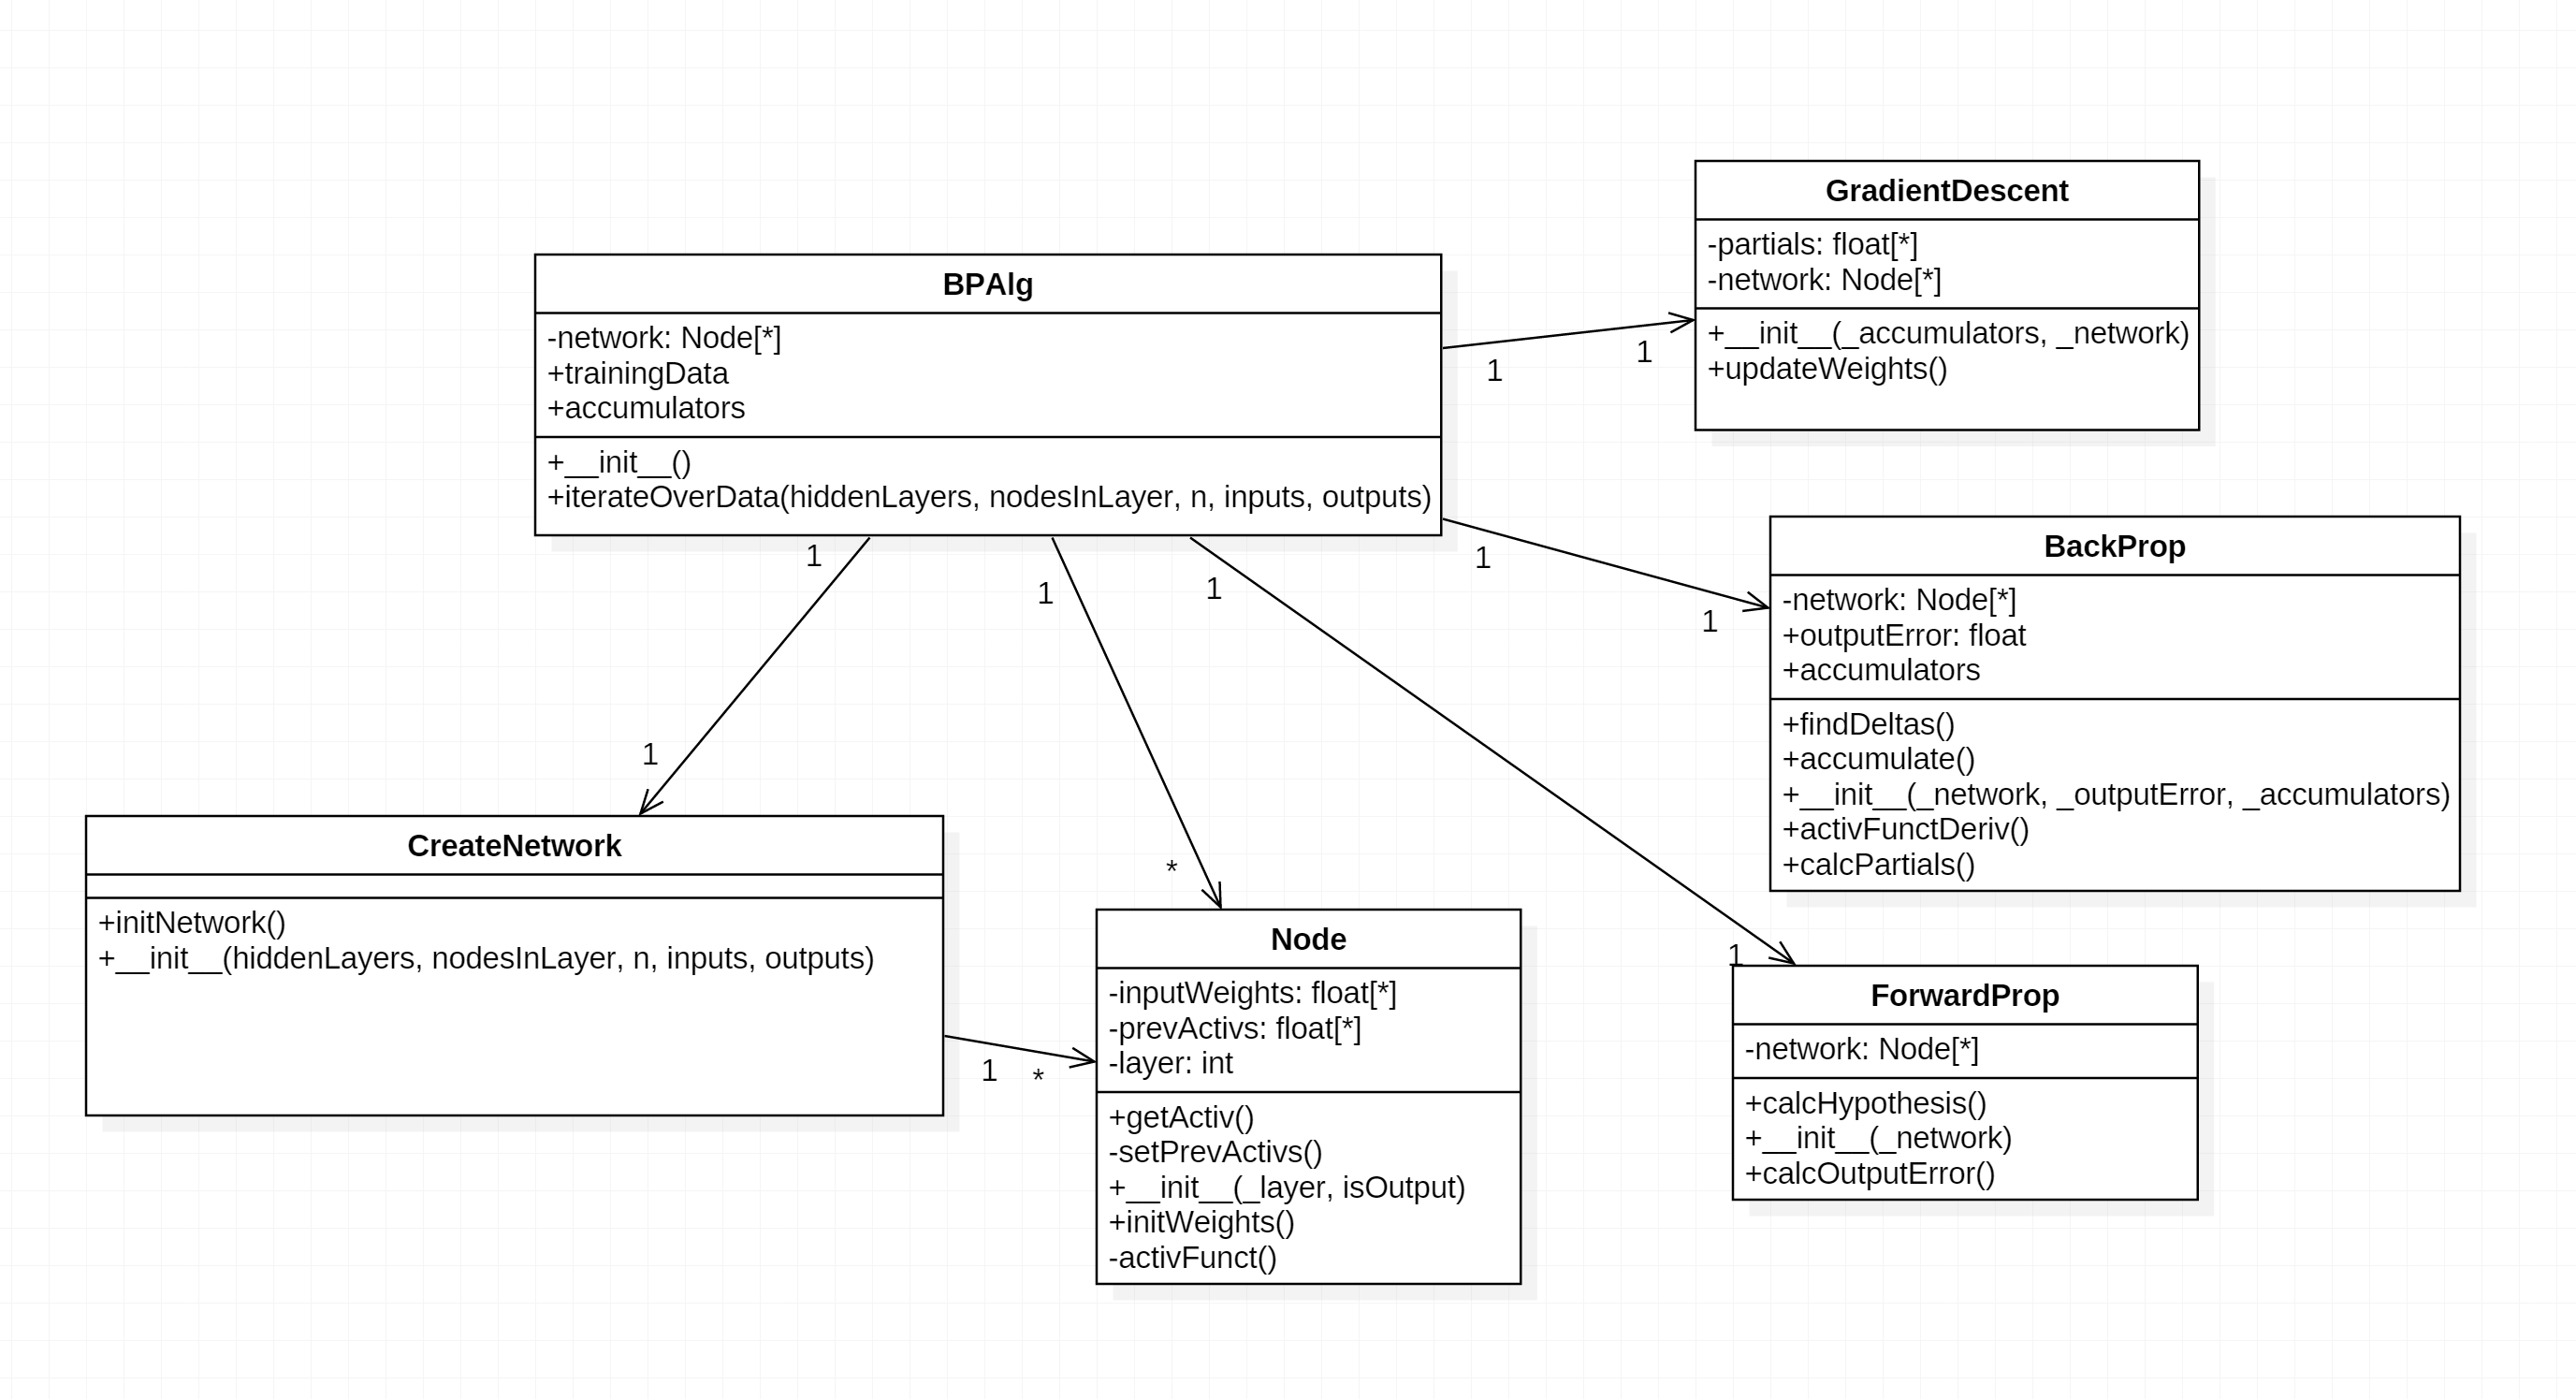 GradientDescent
-partials: float[*]
-network: Node[*]
+__init__(_accumulators, _network)
+updateWeights()
BPAlg
-network: Node[*]
+trainingData
+accumulators
+__init__()
+iterateOverData(hiddenLayers, nodesInLayer, n, inputs, outputs)
1
1
BackProp
-network: Node[*]
+outputError: float
+accumulators
+findDeltas()
+accumulate()
+__init__(_network, _outputError, _accumulators)
+activFunctDeriv()
+calcPartials()
1
1
1
1
1
1
*
1
CreateNetwork
+initNetwork()
+__init__(hiddenLayers, nodesInLayer, n, inputs, outputs)
1
*
Node
-inputWeights: float[*]
-prevActivs: float[*]
-layer: int
+getActiv()
-setPrevActivs()
+__init__(_layer, isOutput)
+initWeights()
-activFunct()
ForwardProp
-network: Node[*]
+calcHypothesis()
+__init__(_network)
+calcOutputError()